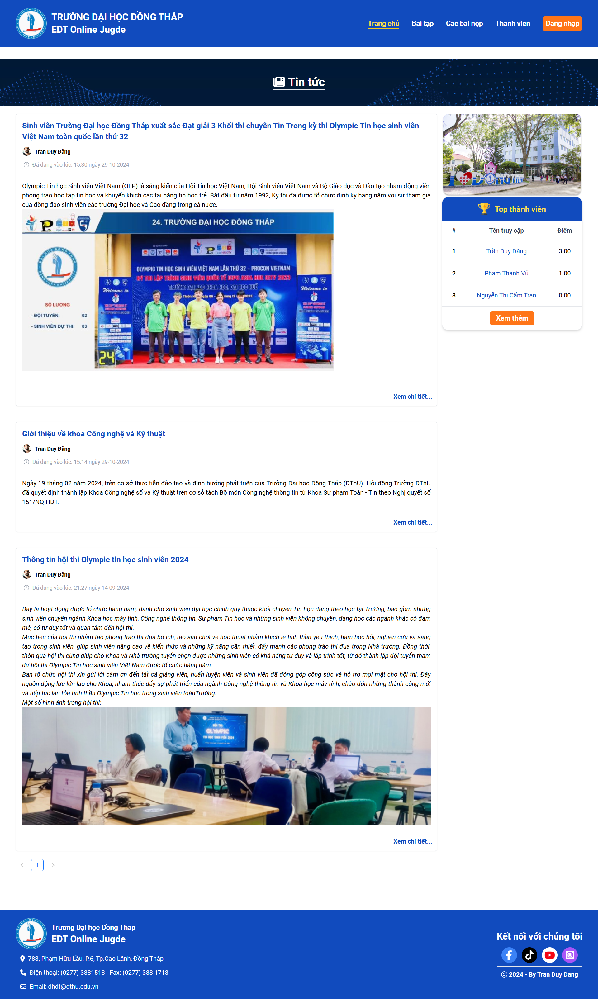 TRƯỜNG ĐẠI HỌC ĐỒNG THÁP
EDT Online Jugde
Trang chủ
Bài tập
Các bài nộp
Thành viên
Đăng nhập
Tin tức
Sinh viên Trường Đại học Đồng Tháp xuất sắc Đạt giải 3 Khối thi chuyên Tin Trong kỳ thi Olympic Tin học sinh viên
Việt Nam toàn quốc lần thứ 32
Trần Duy Đăng
Đã đăng vào lúc: 15:30 ngày 29-10-2024
Olympic Tin học Sinh viên Việt Nam (OLP) là sáng kiến của Hội Tin học Việt Nam, Hội Sinh viên Việt Nam và Bộ Giáo dục và Đào tạo nhằm động viên
phong trào học tập tin học và khuyến khích các tài năng tin học trẻ. Bắt đầu từ năm 1992, Kỳ thi đã được tổ chức định kỳ hàng năm với sự tham gia
của đông đảo sinh viên các trường Đại học và Cao đẳng trong cả nước.
24. TRƯỜNG ĐẠI HỌC ĐỒNG THÁP
OLYMPIC TIN HỌC SINH VIÊN VIỆT NAM LẦN THỨ 32 - PROCON VIETNAM
KỲ THI LẬP TRÌNH SINH VIÊN QUỐC TẾ ICPC ASIA HUE CITY 2023
TRƯỜNG ĐẠI HỌC KHOA HỌC, ĐẠI HỌC HUẾ
Welcome to
Welcome to
SỐ LƯỢNG
- ĐỘI TUYỂN: 02
- SINH VIÊN DỰ THI: 03
24
Xem chi tiết...
Giới thiệu về khoa Công nghệ và Kỹ thuật
Trần Duy Đăng
Đã đăng vào lúc: 15:14 ngày 29-10-2024
Ngày 19 tháng 02 năm 2024, trên cơ sở thực tiễn đào tạo và định hướng phát triển của Trường Đại học Đồng Tháp (DThU). Hội đồng Trường DThU
đã quyết định thành lập Khoa Công nghệ số và Kỹ thuật trên cơ sở tách Bộ môn Công nghệ thông tin từ Khoa Sư phạm Toán - Tin theo Nghị quyết số
151/NQ-HĐT.
Xem chi tiết...
Thông tin hội thi Olympic tin học sinh viên 2024
Trần Duy Đăng
Đã đăng vào lúc: 21:27 ngày 14-09-2024
Đây là hoạt động được tổ chức hàng năm, dành cho sinh viên đại học chính quy thuộc khối chuyên Tin học đang theo học tại Trường, bao gồm những
sinh viên chuyên ngành Khoa học máy tính, Công nghệ thông tin, Sư phạm Tin học và những sinh viên không chuyên, đang học các ngành khác có đam
mê, có tư duy tốt và quan tâm đến hội thi.
Mục tiêu của hội thi nhằm tạo phong trào thi đua bổ ích, tạo sân chơi về học thuật nhằm khích lệ tinh thần yêu thích, ham học hỏi, nghiên cứu và sáng
tạo trong sinh viên, giúp sinh viên nâng cao về kiến thức và những kỹ năng cần thiết, đẩy mạnh các phong trào thi đua trong Nhà trường. Đồng thời,
thôn qua hội thi cũng giúp cho Khoa và Nhà trường tuyển chọn được những sinh viên có khả năng tư duy và lập trình tốt, từ đó thành lập đội tuyển tham
dự hội thi Olympic Tin học sinh viên Việt Nam được tổ chức hàng năm.
Ban tổ chức hội thi xin gửi lời cảm ơn đến tất cả giảng viên, huấn luyện viên và sinh viên đã đóng góp công sức và hỗ trợ mọi mặt cho hội thi. Đây
nguồn động lực lớn lao cho Khoa, nhằm thúc đẩy sự phát triển của ngành Công nghệ thông tin và Khoa học máy tính, chào đón những thành công mới
và tiếp tục lan tỏa tinh thần Olympic Tin học trong sinh viên toànTrường.
Một số hình ảnh trong hội thi:
HỘI THI
OLYMPIC
TIN HỌC SINH VIÊN 2024
Xem chi tiết...
1
Top thành viên
# Tên truy cập Điểm
1 Trần Duy Đăng 3.00
2 Phạm Thanh Vũ 1.00
3 Nguyễn Thị Cẩm Trân 0.00
Xem thêm
Trường Đại học Đồng Tháp
EDT Online Jugde
783, Phạm Hữu Lầu, P.6, Tp.Cao Lãnh, Đồng Tháp
Điện thoại: (0277) 3881518 - Fax: (0277) 388 1713
Email: dhdt@dthu.edu.vn
Kết nối với chúng tôi
© 2024 - By Tran Duy Dang